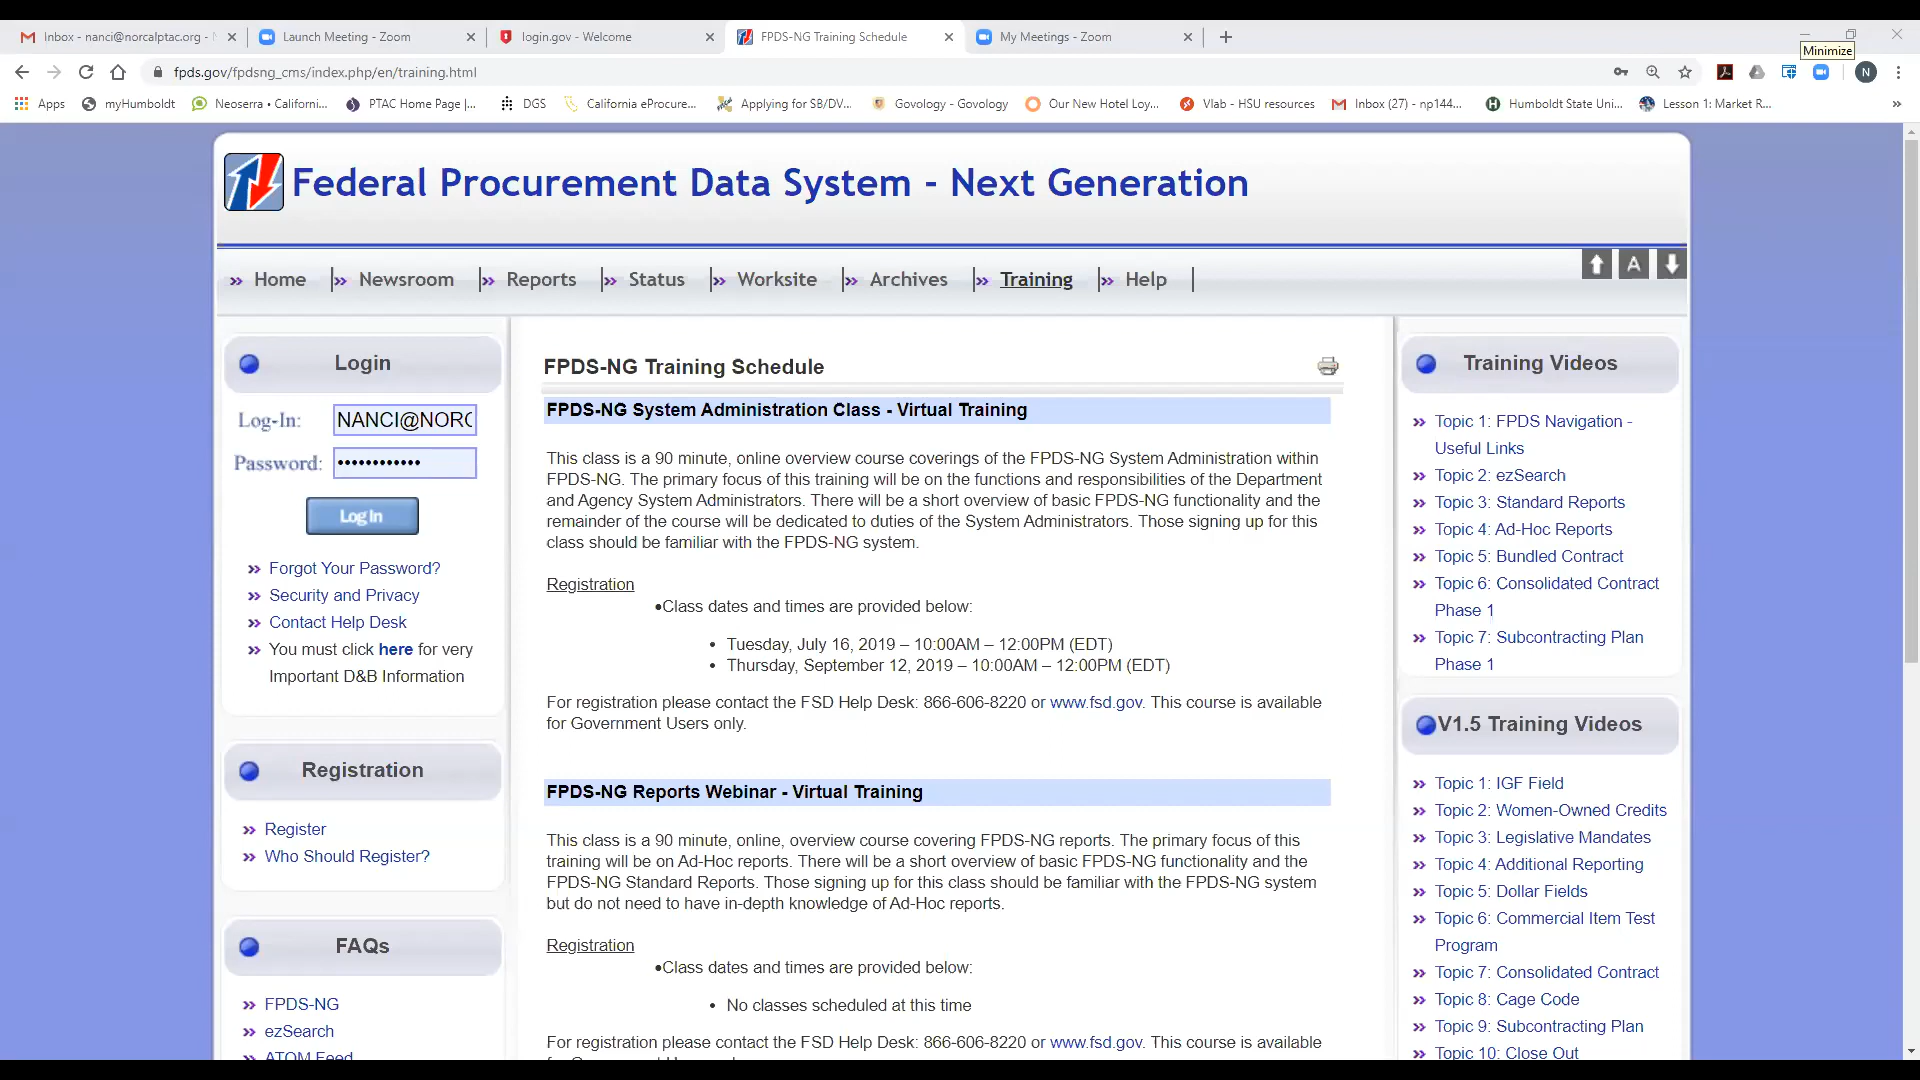 Inbox - nanci@norcalptac.org -
Launch Meeting - Zoom
login.gov - Welcome
FPDS-NG Training Schedule
My Meetings - Zoom
Minimize
fpds.gov/fpdsng_cms/index.php/en/training.html
N
Apps
myHumboldt
Neoserra • Californi...
PTAC Home Page |...
DGS
California eProcure...
Applying for SB/DV...
Govology - Govology
Our New Hotel Loy...
Vlab - HSU resources
Inbox (27) - np144...
Humboldt State Uni...
Lesson 1: Market R...
Federal Procurement Data System - Next Generation
Home
Newsroom
Reports
Status
Worksite
Archives
Training
Help
A
Login
Log-In: NANCI@NORC
Password: ••••••••••••
Log In
Forgot Your Password?
Security and Privacy
Contact Help Desk
You must click here for very
Important D&B Information
Registration
Register
Who Should Register?
FAQs
FPDS-NG
ezSearch
ATOM Feed
FPDS-NG Training Schedule
FPDS-NG System Administration Class - Virtual Training
This class is a 90 minute, online overview course coverings of the FPDS-NG System Administration within
FPDS-NG. The primary focus of this training will be on the functions and responsibilities of the Department
and Agency System Administrators. There will be a short overview of basic FPDS-NG functionality and the
remainder of the course will be dedicated to duties of the System Administrators. Those signing up for this
class should be familiar with the FPDS-NG system.
Registration
•Class dates and times are provided below:
• Tuesday, July 16, 2019 – 10:00AM – 12:00PM (EDT)
• Thursday, September 12, 2019 – 10:00AM – 12:00PM (EDT)
For registration please contact the FSD Help Desk: 866-606-8220 or www.fsd.gov. This course is available
for Government Users only.
FPDS-NG Reports Webinar - Virtual Training
This class is a 90 minute, online, overview course covering FPDS-NG reports. The primary focus of this
training will be on Ad-Hoc reports. There will be a short overview of basic FPDS-NG functionality and the
FPDS-NG Standard Reports. Those signing up for this class should be familiar with the FPDS-NG system
but do not need to have in-depth knowledge of Ad-Hoc reports.
Registration
•Class dates and times are provided below:
• No classes scheduled at this time
For registration please contact the FSD Help Desk: 866-606-8220 or www.fsd.gov. This course is available
Training Videos
Topic 1: FPDS Navigation -
Useful Links
Topic 2: ezSearch
Topic 3: Standard Reports
Topic 4: Ad-Hoc Reports
Topic 5: Bundled Contract
Topic 6: Consolidated Contract
Phase 1
Topic 7: Subcontracting Plan
Phase 1
V1.5 Training Videos
Topic 1: IGF Field
Topic 2: Women-Owned Credits
Topic 3: Legislative Mandates
Topic 4: Additional Reporting
Topic 5: Dollar Fields
Topic 6: Commercial Item Test
Program
Topic 7: Consolidated Contract
Topic 8: Cage Code
Topic 9: Subcontracting Plan
Topic 10: Close Out